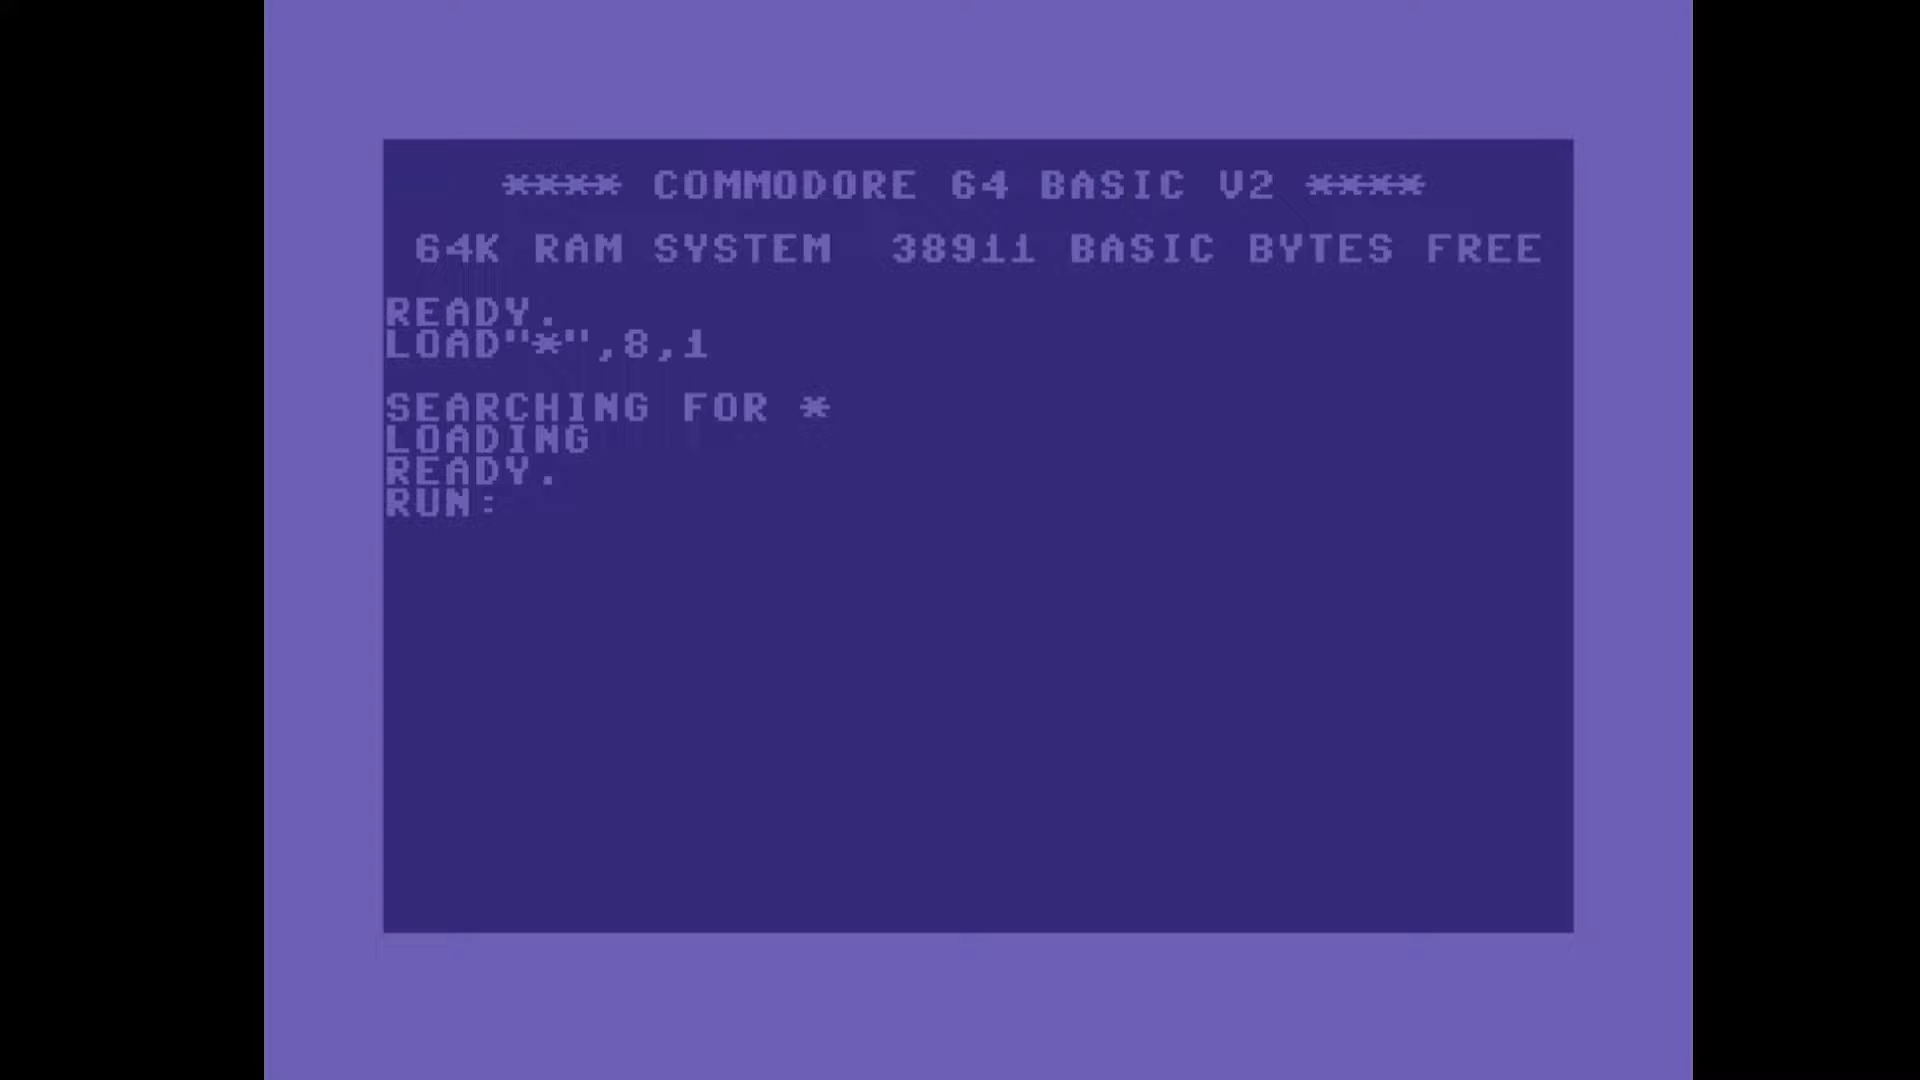 **** COMMODORE 64 BASIC V2 ****
64K RAM SYSTEM  38911 BASIC BYTES FREE
READY.
LOAD"*",8,1
SEARCHING FOR *
LOADING
READY.
RUN: